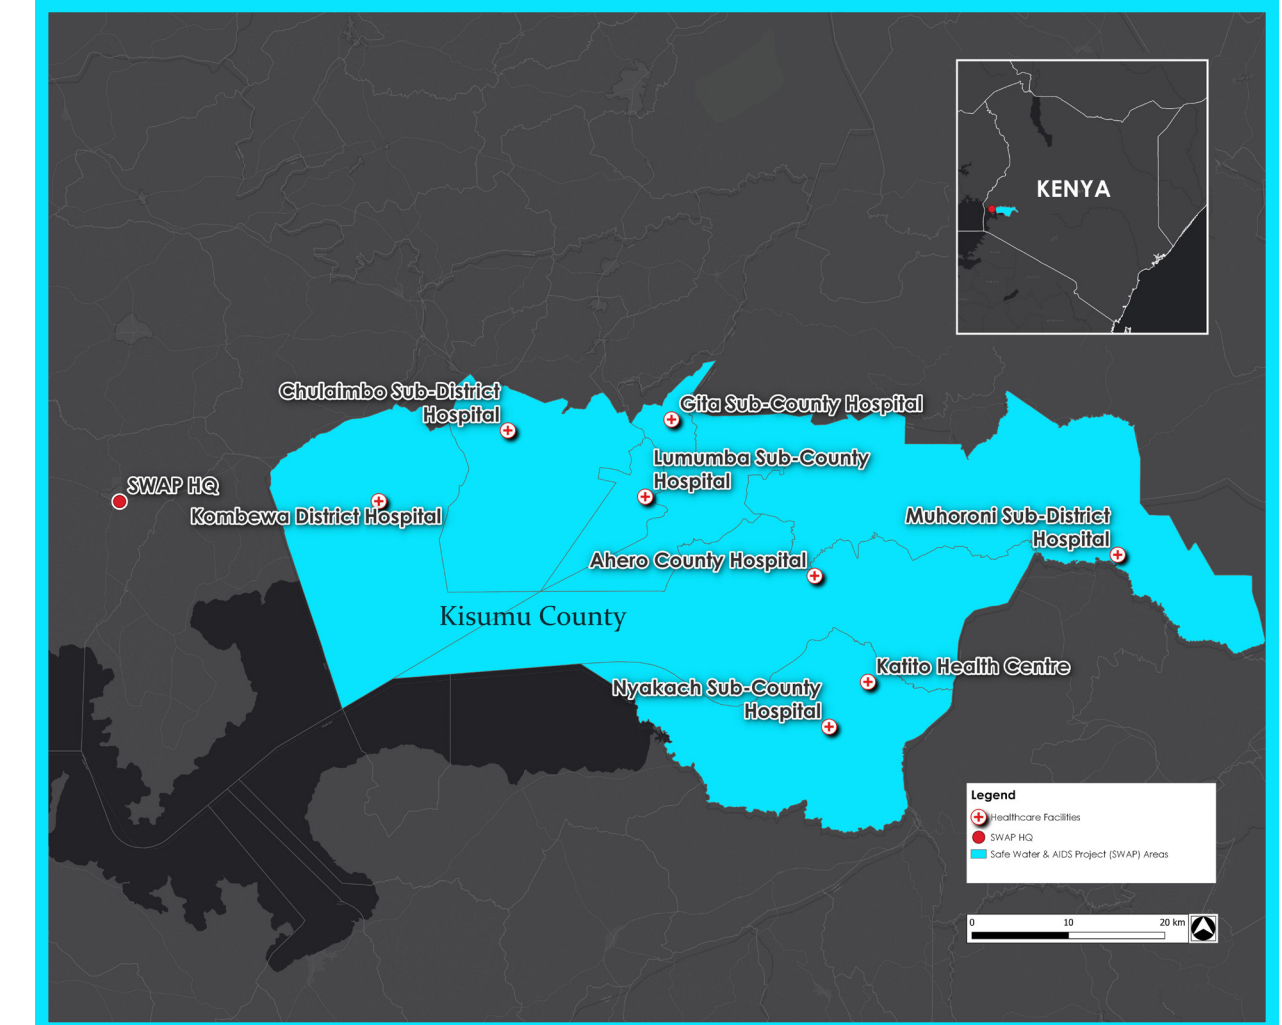 KENYA
Chulaimbo Sub-District
Hospital
Gita Sub-County Hospital
Lumumba Sub-County
Hospital
SWAP HQ
Kombewa District Hospital
Muhoroni Sub-District
Hospital
Ahero County Hospital
Kisumu County
Katito Health Centre
Nyakach Sub-County
Hospital
Legend
Healthcare Facilities
SWAP HQ
Safe Water & AIDS Project (SWAP) Areas
0 10 20 km